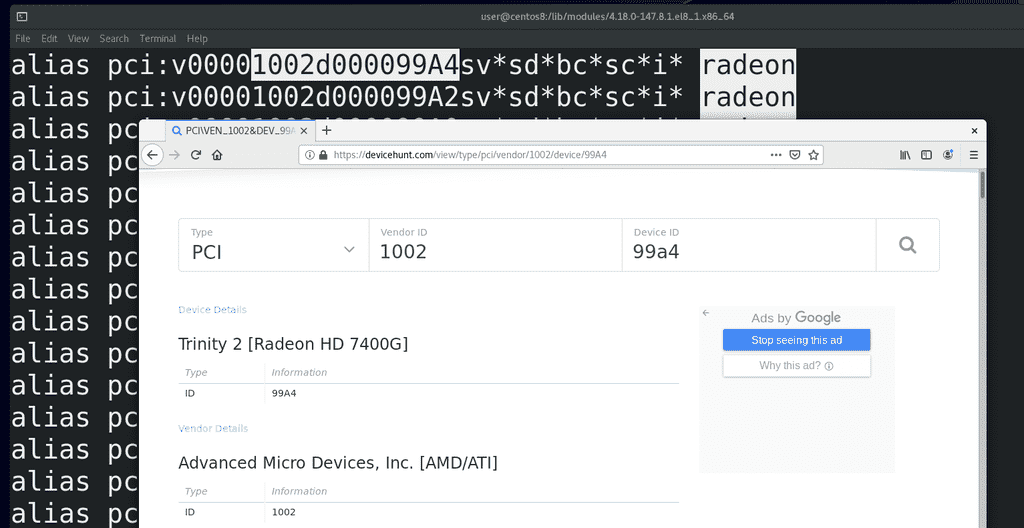 user@centos8:/lib/modules/4.18.0-147.8.1.el8_1.x86_64
File Edit View Search Terminal Help
alias pci:v00001002d000099A4sv*sd*bc*sc*i* radeon
alias pci:v00001002d000099A2sv*sd*bc*sc*i* radeon
PCI\VEN_1002&DEV_99A
https://devicehunt.com/view/type/pci/vendor/1002/device/99A4
alias pc
alias pc
alias pc
Type Vendor ID Device ID
PCI 1002 99a4
alias pc
alias pc
alias pc
Device Details
Ads by Google
Trinity 2 [Radeon HD 7400G]
Stop seeing this ad
Why this ad?
Type Information
ID 99A4
alias pc
alias pc
alias pc
Vendor Details
Advanced Micro Devices, Inc. [AMD/ATI]
Type Information
ID 1002
alias pc
alias pc
alias pc